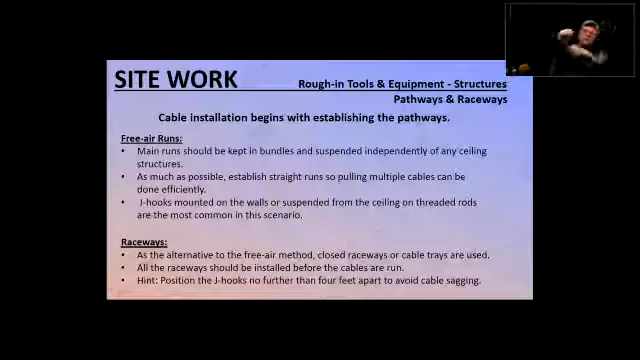 SITE WORK
Rough-in Tools & Equipment - Structures
Pathways & Raceways
Cable installation begins with establishing the pathways.
Free-air Runs:
• Main runs should be kept in bundles and suspended independently of any ceiling
structures.
• As much as possible, establish straight runs so pulling multiple cables can be
done efficiently.
• J-hooks mounted on the walls or suspended from the ceiling on threaded rods
are the most common in this scenario.
Raceways:
• As the alternative to the free-air method, closed raceways or cable trays are used.
• All the raceways should be installed before the cables are run.
• Hint: Position the J-hooks no further than four feet apart to avoid cable sagging.